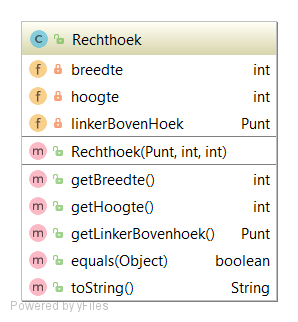 C Rechthoek
f breedte int
f hoogte int
f linkerBovenHoek Punt
m Rechthoek(Punt, int, int)
m getBreedte() int
m getHoogte() int
m getLinkerBovenhoek() Punt
m equals(Object) boolean
m toString() String
Powered by yFiles